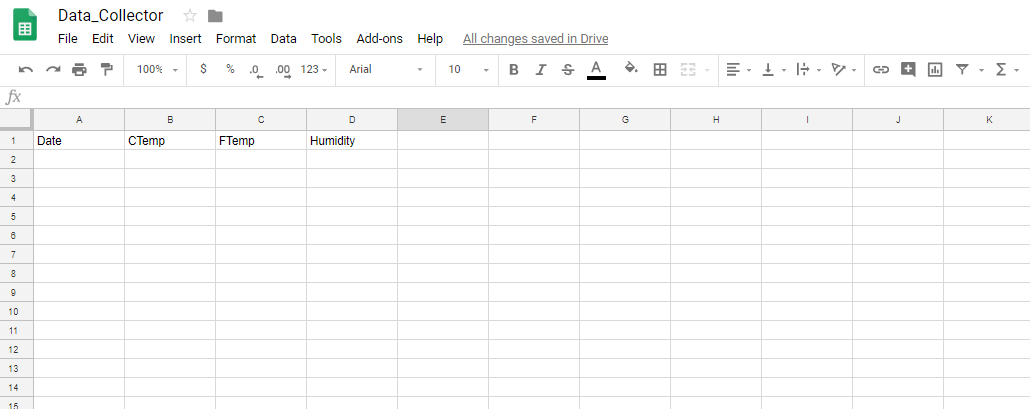 Data_Collector
File Edit View Insert Format Data Tools Add-ons Help All changes saved in Drive
100% $ % .0 .00 123 Arial 10 B I S A Σ
fx
A B C D E F G H I J K
1 Date CTemp FTemp Humidity
2
3
4
5
6
7
8
9
10
11
12
13
14
15